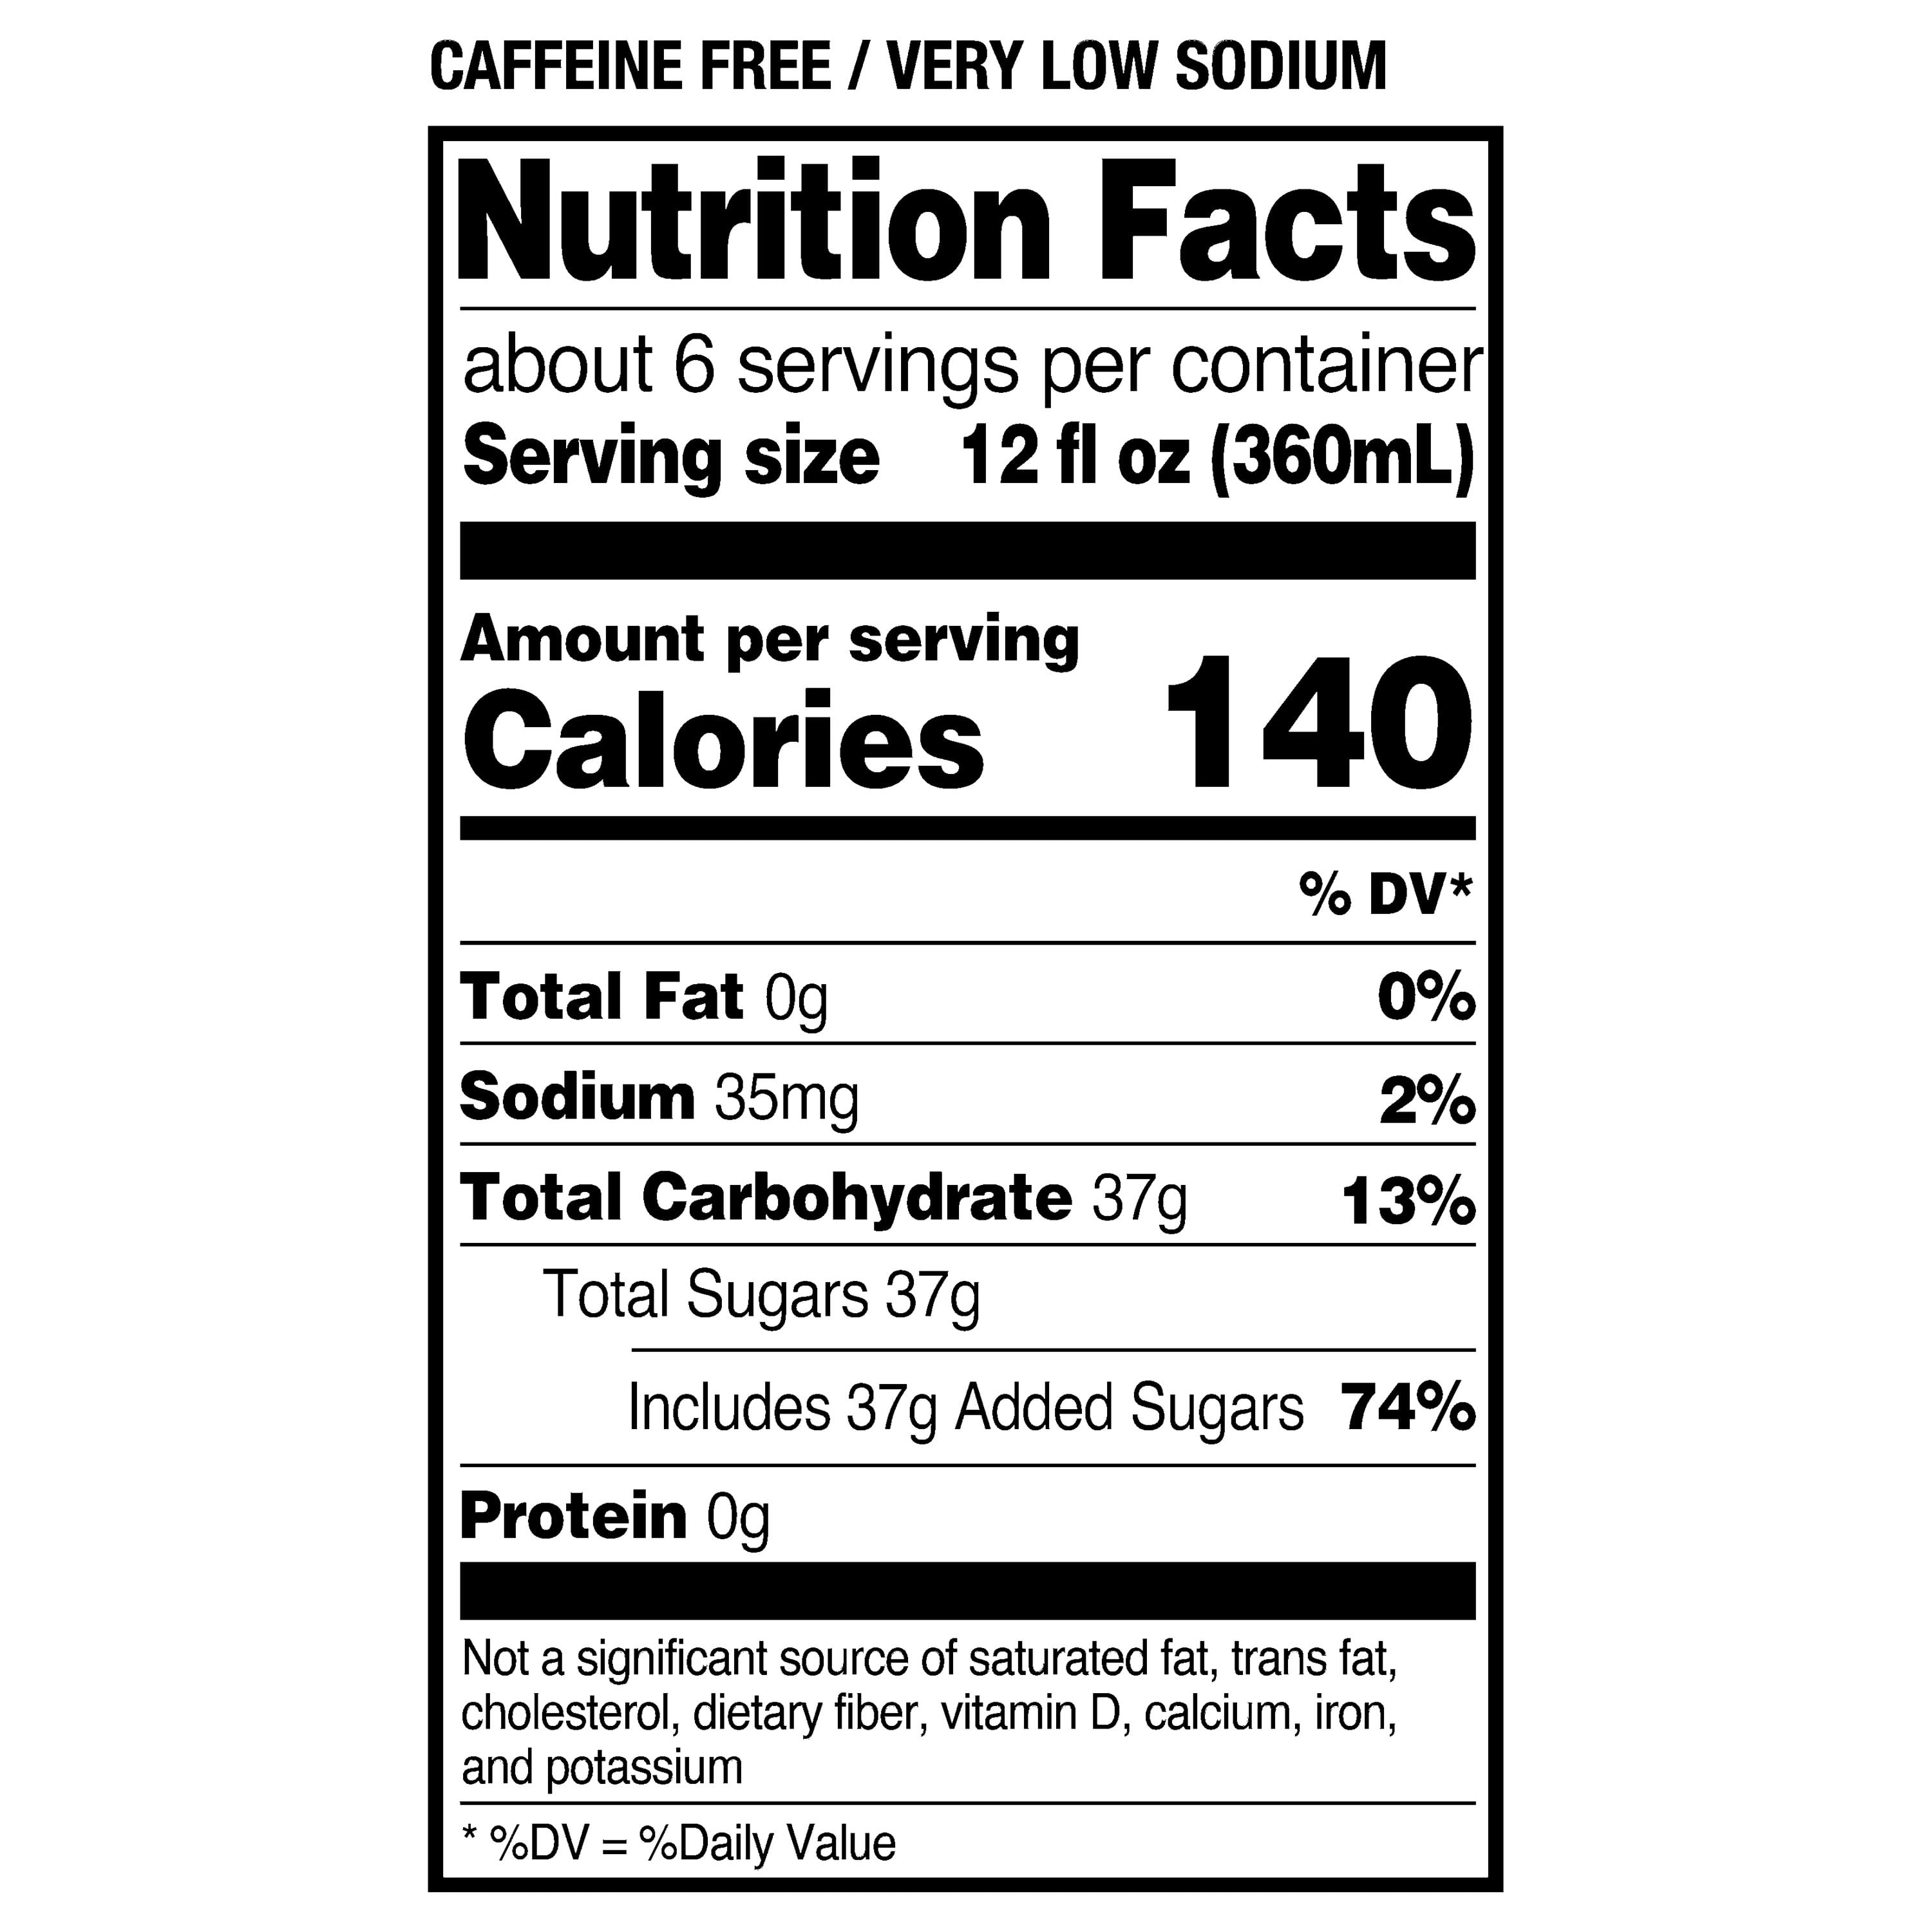 CAFFEINE FREE / VERY LOW SODIUM
Nutrition Facts
about 6 servings per container
Serving size 12 fl oz (360mL)
Amount per serving
Calories 140
% DV*
Total Fat 0g 0%
Sodium 35mg 2%
Total Carbohydrate 37g 13%
Total Sugars 37g
Includes 37g Added Sugars 74%
Protein 0g
Not a significant source of saturated fat, trans fat,
cholesterol, dietary fiber, vitamin D, calcium, iron,
and potassium
* %DV = %Daily Value